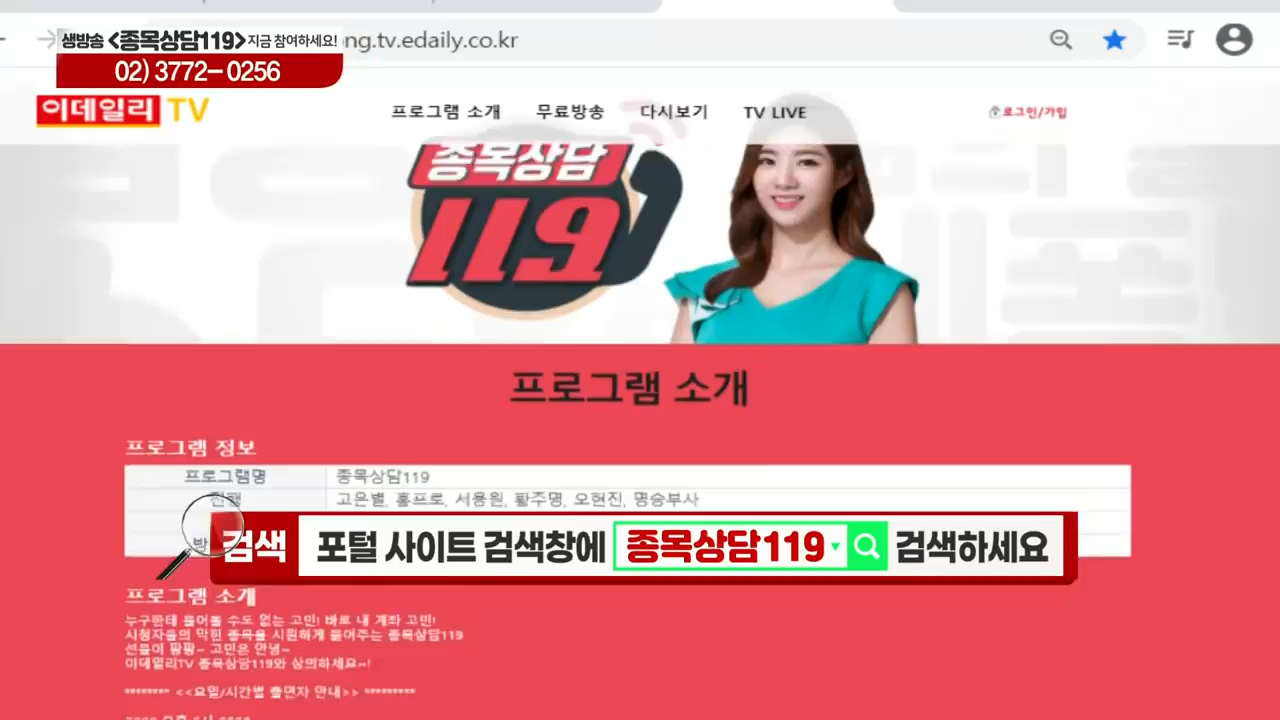 생방송 <종목상담119> 지금 참여하세요!
ng.tv.edaily.co.kr
02) 3772-0256
이데일리 TV
프로그램 소개 무료방송 다시보기 TV LIVE 로그인/가입
종목상담
119
프로그램 소개
프로그램 정보
프로그램명 종목상담119
진행 고은별, 홍프로, 서용원, 황주명, 오현진, 명승부사
검색 포털 사이트 검색창에 종목상담119 검색하세요
프로그램 소개
누구한테 물어볼 수도 없는 고민! 바로 내 계좌 고민!
시청자들의 막힌 종목을 시원하게 뚫어주는 종목상담119
선물이 팡팡~ 고민은 안녕~
이데일리TV 종목상담119와 상의하세요~!
******** <<요일/시간별 출연자 안내>> *********